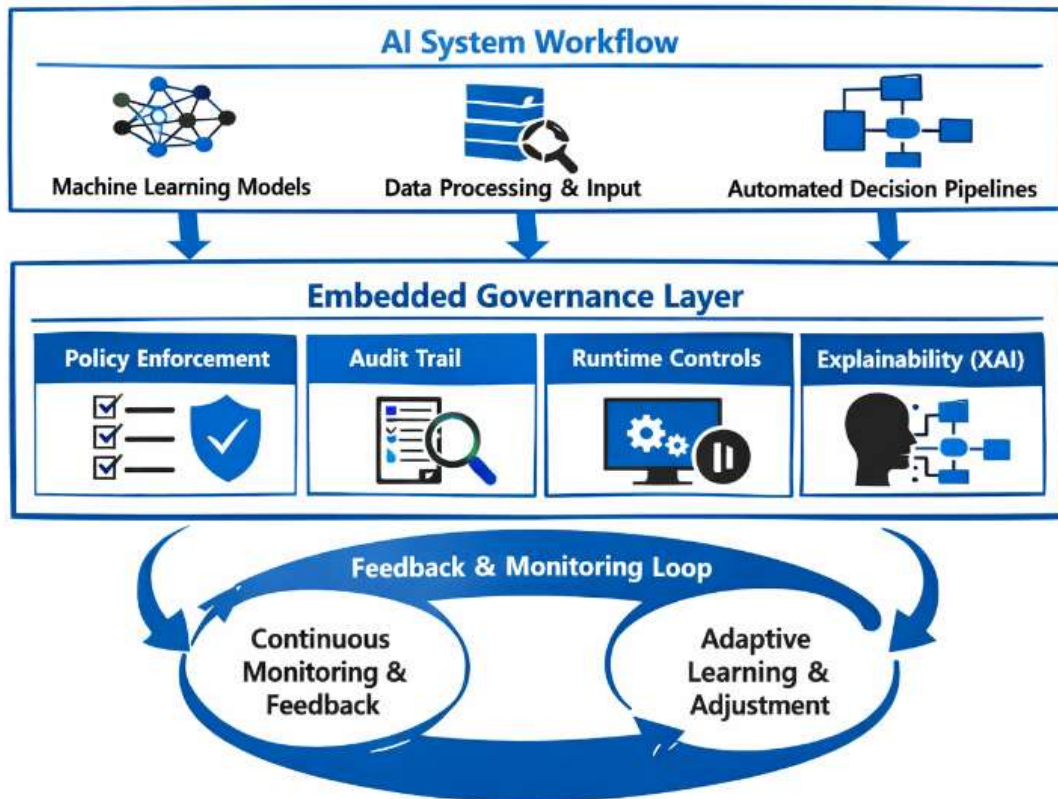 AI System Workflow
Machine Learning Models
Data Processing & Input
Automated Decision Pipelines
Embedded Governance Layer
Policy Enforcement
Audit Trail
Runtime Controls
Explainability (XAI)
Feedback & Monitoring Loop
Continuous
Monitoring &
Feedback
Adaptive
Learning &
Adjustment